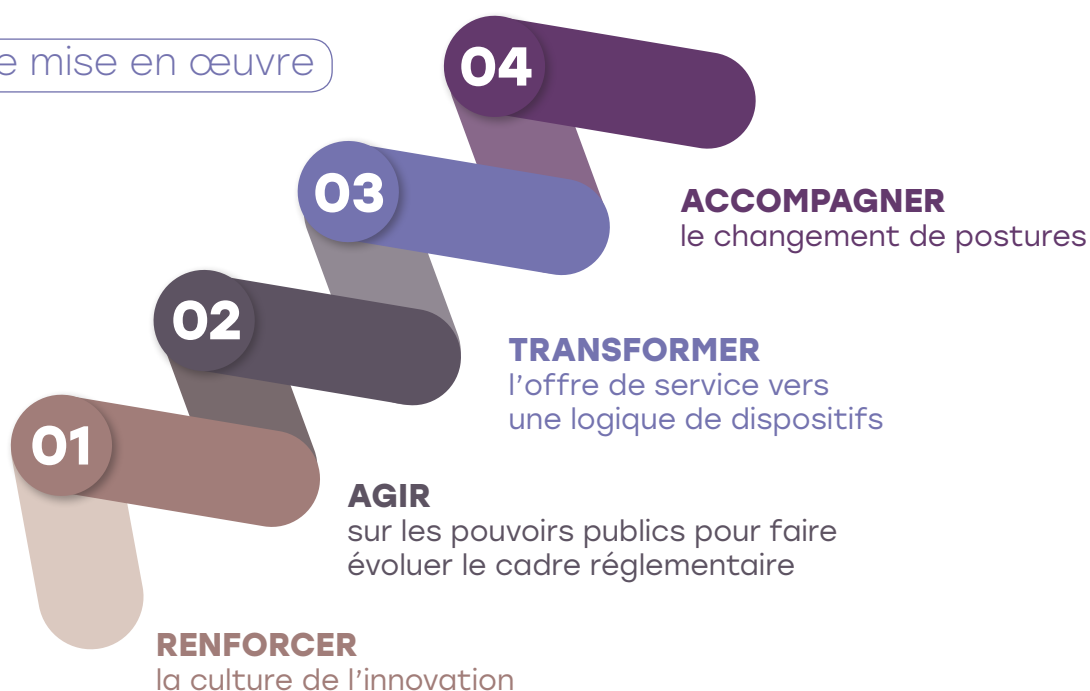 e mise en œuvre
04
ACCOMPAGNER
le changement de postures
03
TRANSFORMER
l’offre de service vers
une logique de dispositifs
02
AGIR
sur les pouvoirs publics pour faire
évoluer le cadre réglementaire
01
RENFORCER
la culture de l’innovation